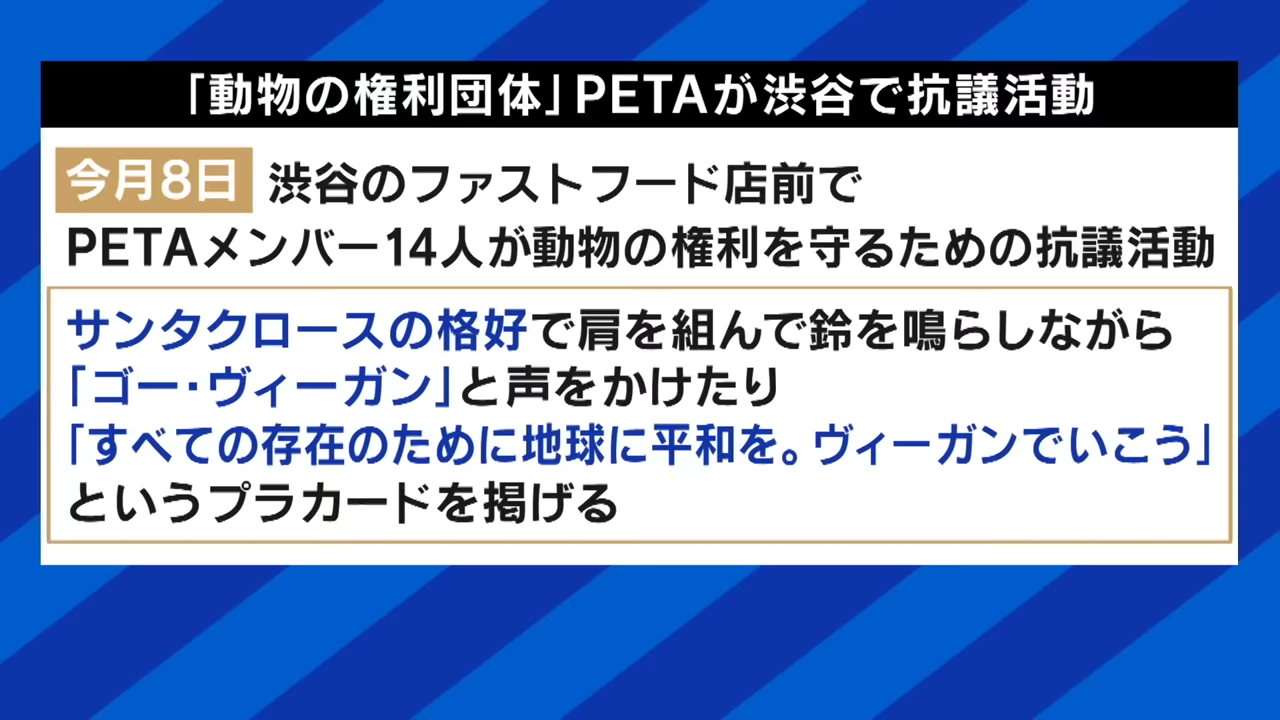 「動物の権利団体」PETAが渋谷で抗議活動
今月8日 渋谷のファストフード店前で
PETAメンバー14人が動物の権利を守るための抗議活動
サンタクロースの格好で肩を組んで鈴を鳴らしながら
「ゴー・ヴィーガン」と声をかけたり
「すべての存在のために地球に平和を。ヴィーガンでいこう」
というプラカードを掲げる